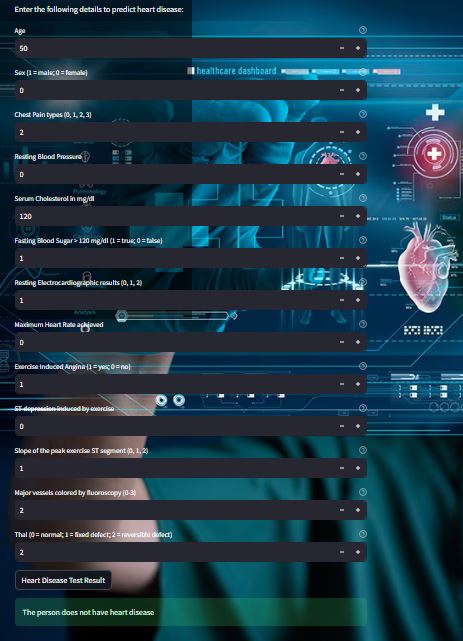 Enter the following details to predict heart disease:
Age
50
Sex (1 = male; 0 = female)
healthcare dashboard
0
Chest Pain types (0, 1, 2, 3)
2
Resting Blood Pressure
0
Pulmonology
Serum Cholesterol in mg/dl
120
Status
Fasting Blood Sugar > 120 mg/dl (1 = true; 0 = false)
1
Resting Electrocardiographic results (0, 1, 2)
1
Analysis
Maximum Heart Rate achieved
0
Exercise Induced Angina (1 = yes; 0 = no)
1
ST depression induced by exercise
0
Slope of the peak exercise ST segment (0, 1, 2)
1
Major vessels colored by fluoroscopy (0-3)
2
Thal (0 = normal; 1 = fixed defect; 2 = reversible defect)
2
Heart Disease Test Result
The person does not have heart disease